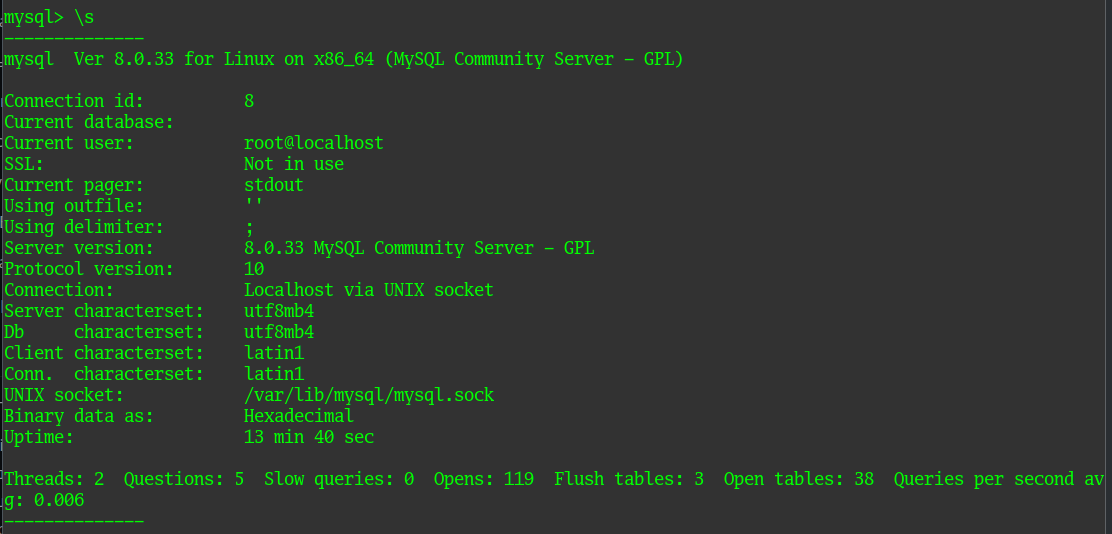 mysql> \s
--------------
mysql  Ver 8.0.33 for Linux on x86_64 (MySQL Community Server - GPL)
Connection id:          8
Current database:
Current user:           root@localhost
SSL:                    Not in use
Current pager:          stdout
Using outfile:          ''
Using delimiter:        ;
Server version:         8.0.33 MySQL Community Server - GPL
Protocol version:       10
Connection:             Localhost via UNIX socket
Server characterset:    utf8mb4
Db     characterset:    utf8mb4
Client characterset:    latin1
Conn.  characterset:    latin1
UNIX socket:            /var/lib/mysql/mysql.sock
Binary data as:         Hexadecimal
Uptime:                 13 min 40 sec
Threads: 2  Questions: 5  Slow queries: 0  Opens: 119  Flush tables: 3  Open tables: 38  Queries per second av
g: 0.006
--------------